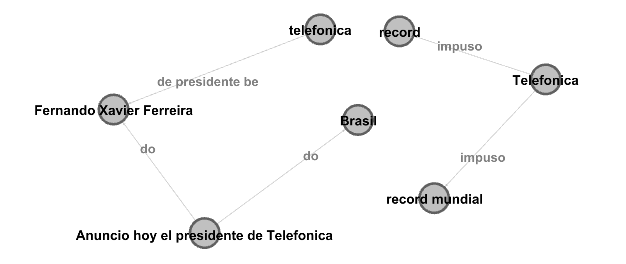 telefonica
record
impuso
de presidente be
Telefonica
Fernando Xavier Ferreira
Brasil
do
do
impuso
record mundial
Anuncio hoy el presidente de Telefonica